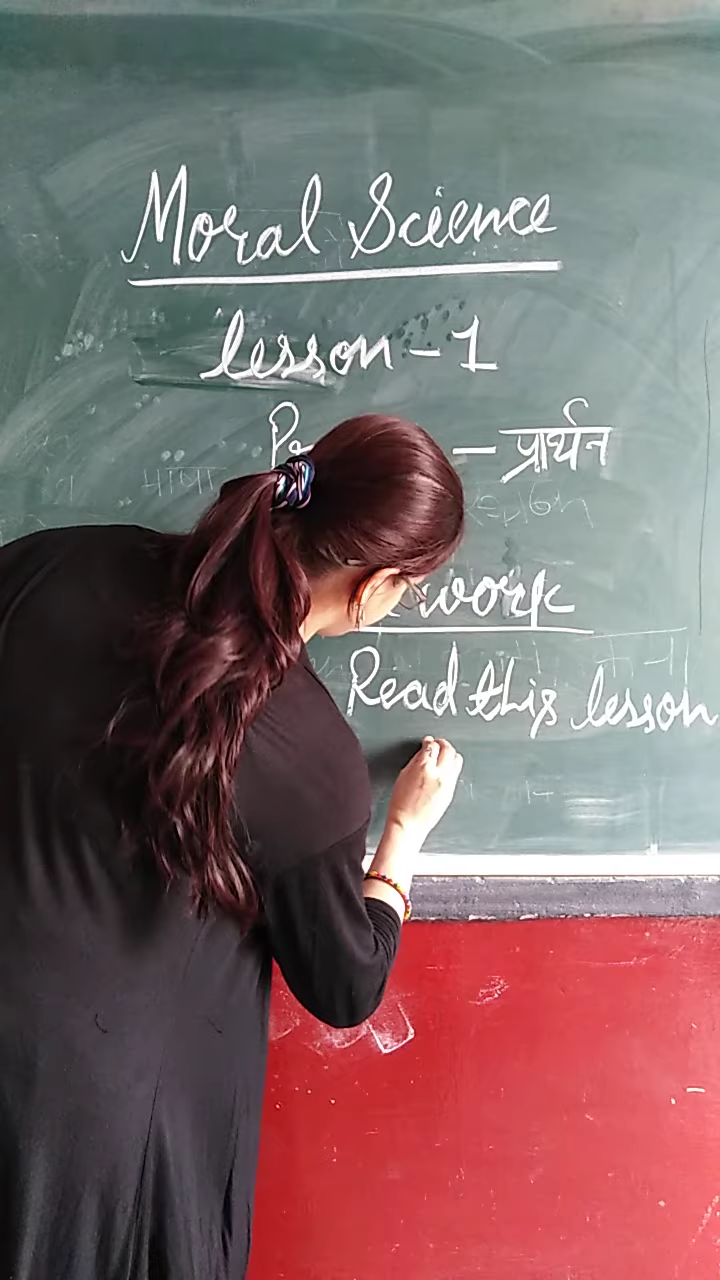 Moral Science
lesson-1
— प्रार्थन
work
Read this lesson